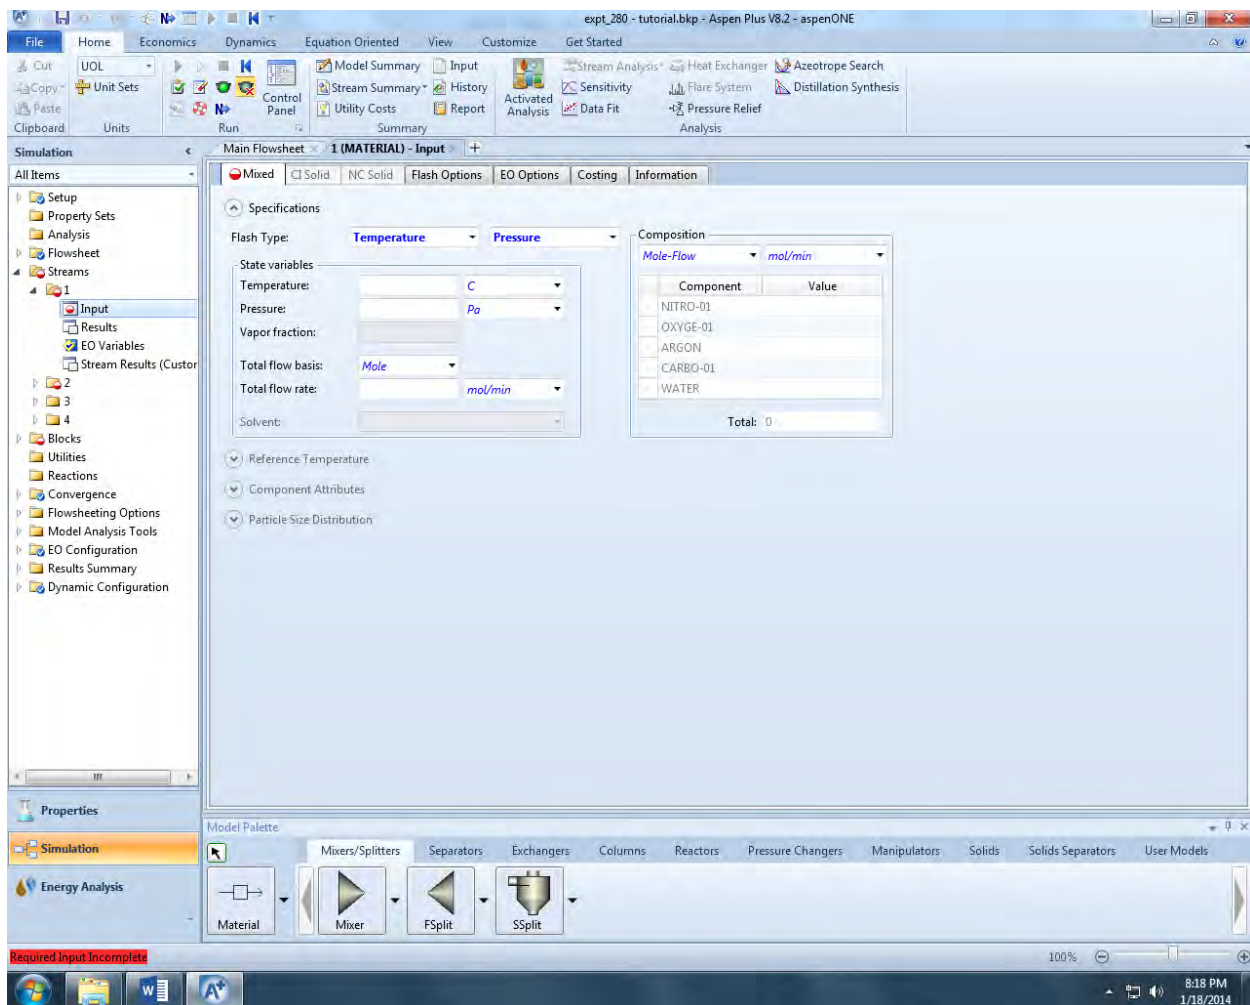 expt_280 - tutorial.bkp - Aspen Plus V8.2 - aspenONE
File Home Economics Dynamics Equation Oriented View Customize Get Started
Cut UOL Model Summary Input Stream Analysis Heat Exchanger Azeotrope Search
Copy Unit Sets Stream Summary History Sensitivity Flare System Distillation Synthesis
Paste Control Panel Utility Costs Report Activated Analysis Data Fit Pressure Relief
Clipboard Units Run Summary Analysis
Simulation Main Flowsheet 1 (MATERIAL) - Input
All Items Mixed CI Solid NC Solid Flash Options EO Options Costing Information
Setup
Property Sets
Analysis
Flowsheet
Streams
1
Input
Results
EO Variables
Stream Results (Custor
2
3
4
Blocks
Utilities
Reactions
Convergence
Flowsheeting Options
Model Analysis Tools
EO Configuration
Results Summary
Dynamic Configuration
Specifications
Flash Type: Temperature Pressure
State variables
Temperature: C
Pressure: Pa
Vapor fraction:
Total flow basis: Mole
Total flow rate: mol/min
Solvent:
Composition
Mole-Flow mol/min
Component Value
NITRO-01
OXYGE-01
ARGON
CARBO-01
WATER
Total: 0
Reference Temperature
Component Attributes
Particle Size Distribution
Properties
Simulation
Energy Analysis
Model Palette
Mixers/Splitters Separators Exchangers Columns Reactors Pressure Changers Manipulators Solids Solids Separators User Models
Material Mixer FSplit SSplit
Required Input Incomplete 100%
8:18 PM
1/18/2014